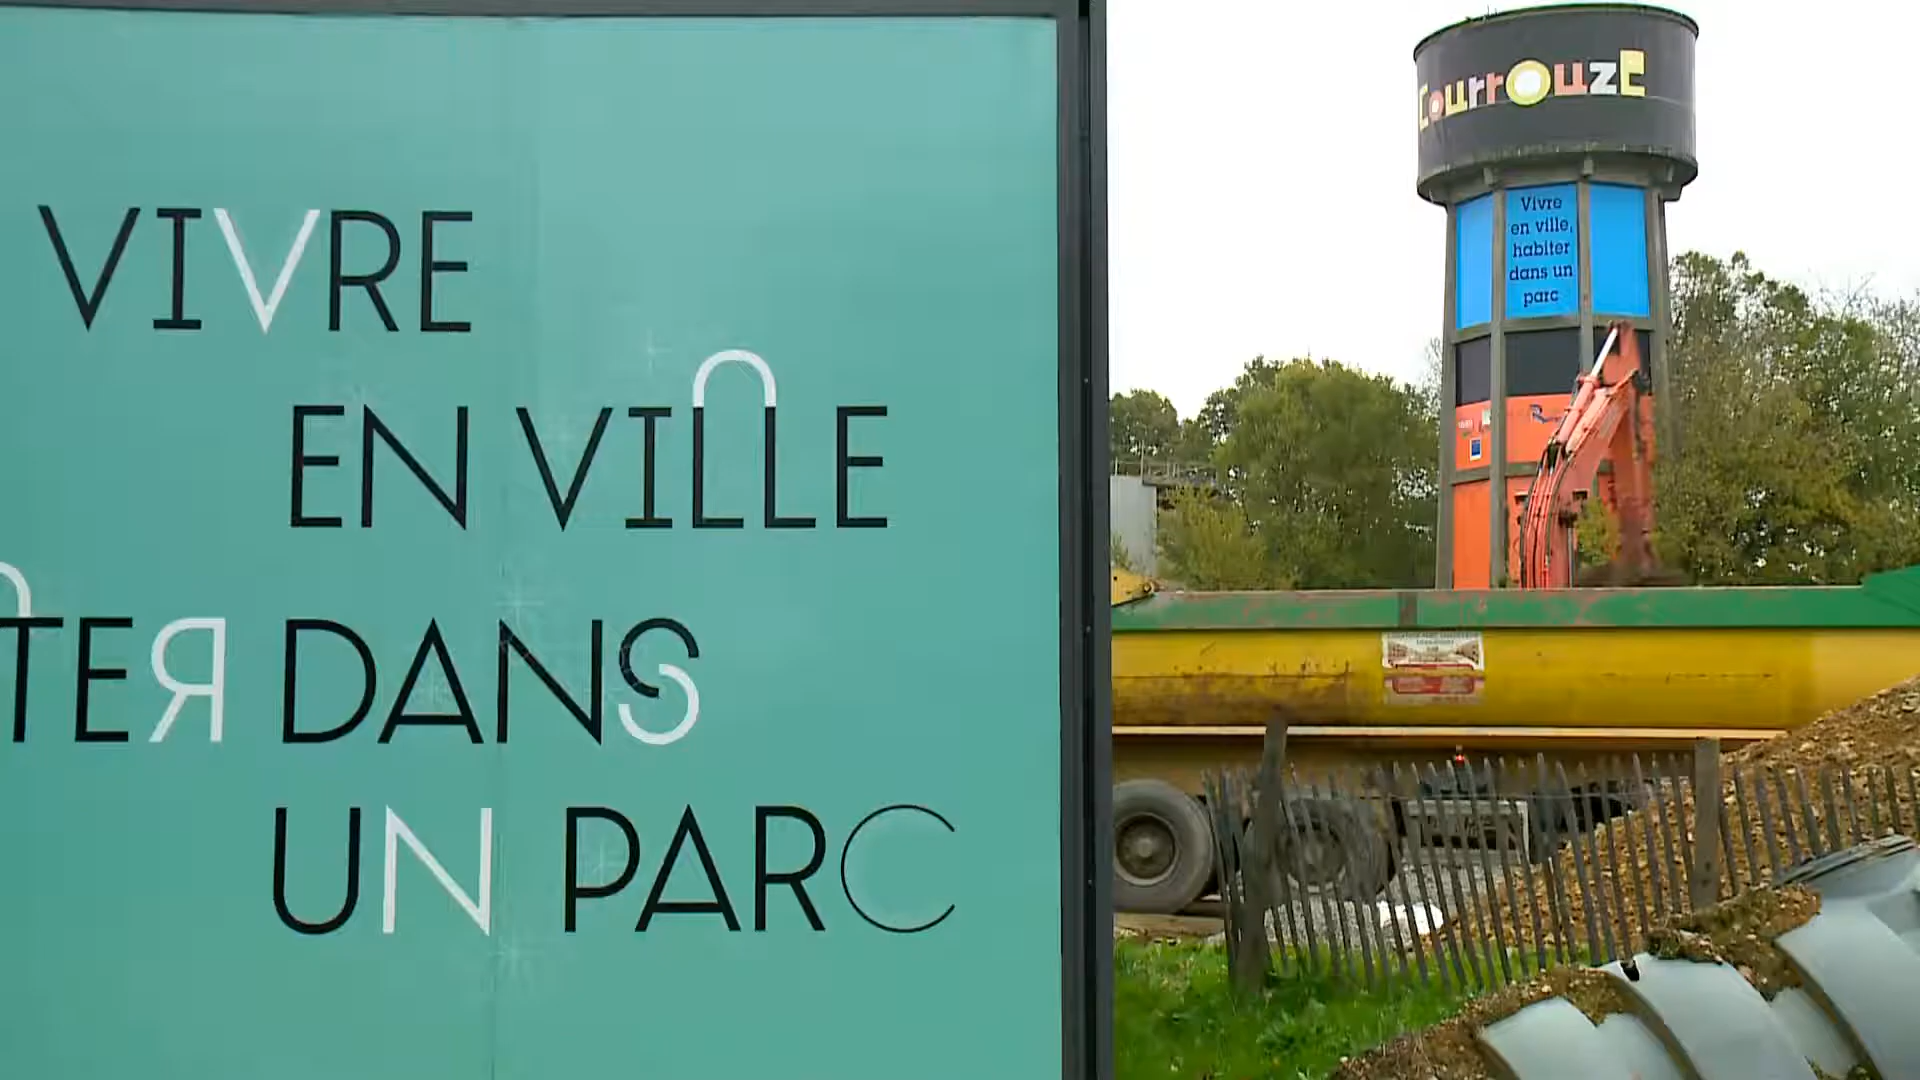 VIVRE
EN VILLE
TER DANS
UN PARC
Courrouze
Vivre
en ville,
habiter
dans un
parc